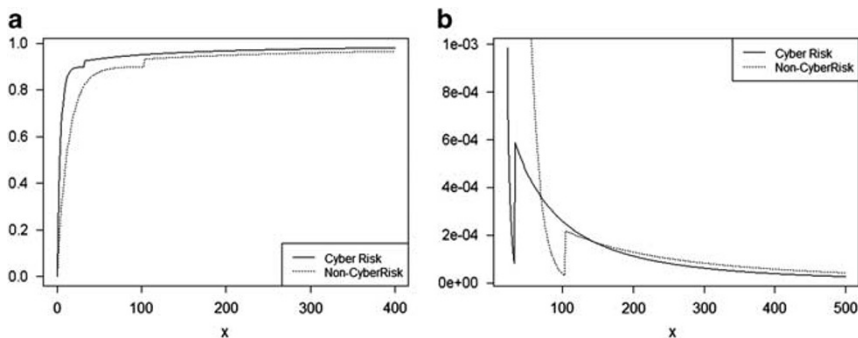 a
1.0
0.8
0.6
0.4
0.2
0.0
Cyber Risk
Non-CyberRisk
0 100 200 300 400
X
b
1e-03
8e-04
6e-04
4e-04
2e-04
0e+00
Cyber Risk
Non-CyberRisk
100 200 300 400 500
X